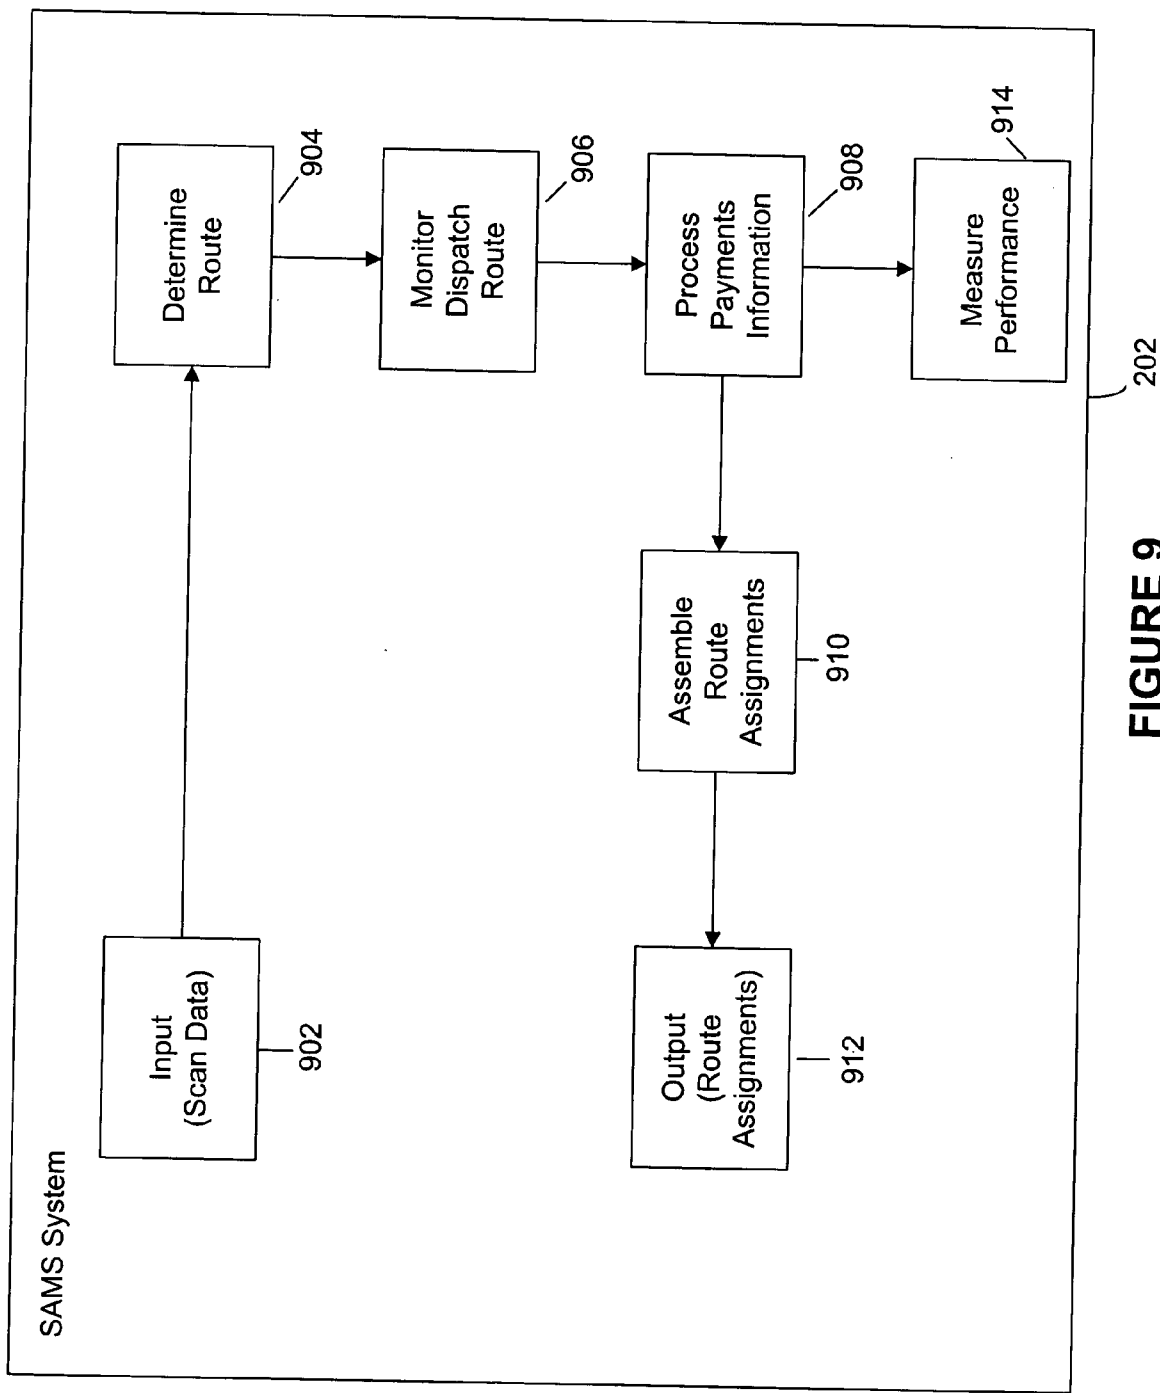 SAMS System
Input
(Scan Data)
902
Determine
Route
904
Monitor
Dispatch
Route
906
Output
(Route
Assignments)
912
Assemble
Route
Assignments
910
Process
Payments
Information
908
Measure
Performance
914
202
FIGURE 9